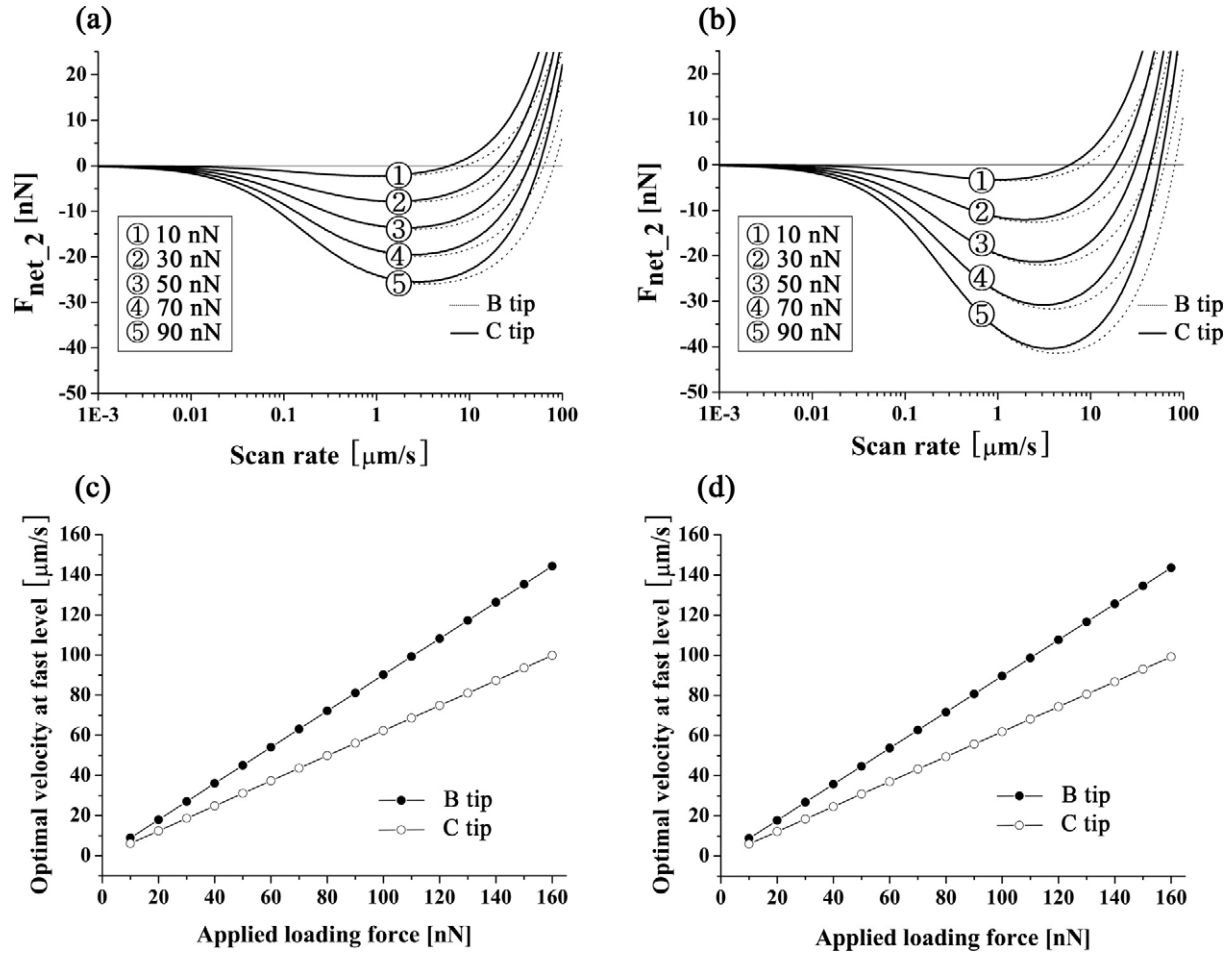 (a)
20
10
0
-10
-20
-30
-40
-50
F_net_2 [nN]
① ② ③ ④ ⑤
① 10 nN
② 30 nN
③ 50 nN
④ 70 nN
⑤ 90 nN
B tip
C tip
1E-3 0.01 0.1 1 10 100
Scan rate [μm/s]
(b)
20
10
0
-10
-20
-30
-40
-50
F_net_2 [nN]
① ② ③ ④ ⑤
① 10 nN
② 30 nN
③ 50 nN
④ 70 nN
⑤ 90 nN
B tip
C tip
1E-3 0.01 0.1 1 10 100
Scan rate [μm/s]
(c)
160
140
120
100
80
60
40
20
0
Optimal velocity at fast level [μm/s]
B tip
C tip
0 20 40 60 80 100 120 140 160
Applied loading force [nN]
(d)
160
140
120
100
80
60
40
20
0
Optimal velocity at fast level [μm/s]
B tip
C tip
0 20 40 60 80 100 120 140 160
Applied loading force [nN]